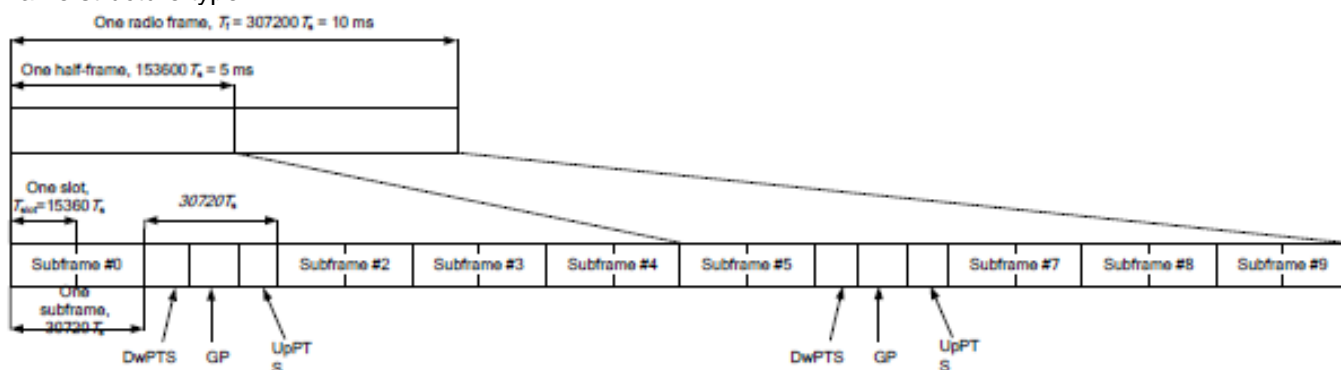 One radio frame, Tf = 307200 Ts = 10 ms
One half-frame, 153600 Ts = 5 ms
One slot,
Tslot=15360 Ts
30720Ts
Subframe #0
Subframe #2
Subframe #3
Subframe #4
Subframe #5
Subframe #7
Subframe #8
Subframe #9
One
subframe,
30720 Ts
DwPTS
GP
UpPT
S
DwPTS
GP
UpPT
S